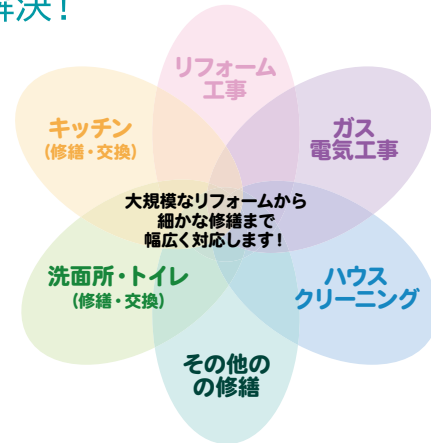 解決！
リフォーム
工事
キッチン
（修繕・交換）
ガス
電気工事
大規模なリフォームから
細かな修繕まで
幅広く対応します！
洗面所・トイレ
（修繕・交換）
ハウス
クリーニング
その他の
の修繕